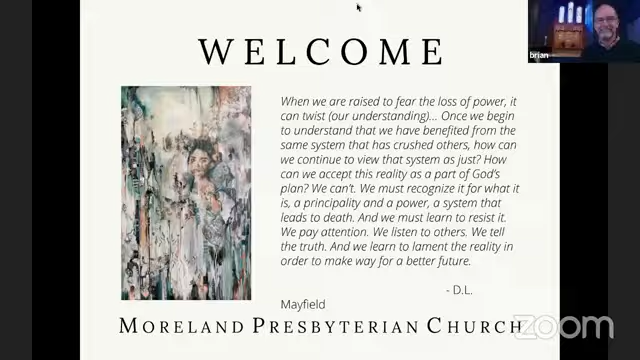 WELCOME
brian
When we are raised to fear the loss of power, it
can twist (our understanding)... Once we begin
to understand that we have benefited from the
same system that has crushed others, how can
we continue to view that system as just? How
can we accept this reality as a part of God's
plan? We can't. We must recognize it for what it
is, a principality and a power, a system that
leads to death. And we must learn to resist it.
We pay attention. We listen to others. We tell
the truth. And we learn to lament the reality in
order to make way for a better future.
- D.L.
Mayfield
MORELAND PRESBYTERIAN CHURCH
zoom